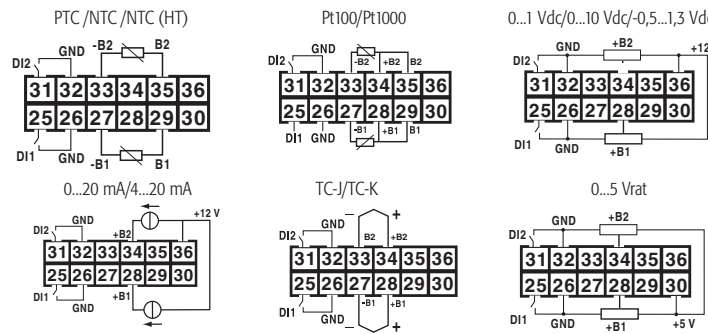 PTC /NTC /NTC (HT)
GND -B2 B2
DI2
31 32 33 34 35 36
25 26 27 28 29 30
DI1 GND -B1 B1
Pt100/Pt1000
GND -B2 +B2 B2
DI2
31 32 33 34 35 36
25 26 27 28 29 30
DI1 GND -B1 +B1 B1
0...1 Vdc/0...10 Vdc/-0,5...1,3 Vd
GND +B2 +12
DI2
31 32 33 34 35 36
25 26 27 28 29 30
DI1 GND +B1
0...20 mA/4...20 mA
GND +B2 +12 V
DI2
31 32 33 34 35 36
25 26 27 28 29 30
DI1 GND +B1
TC-J/TC-K
– +
DI2 GND B2 +B2
31 32 33 34 35 36
25 26 27 28 29 30
DI1 GND -B1 +B1
– +
0...5 Vrat
GND +B2
DI2
31 32 33 34 35 36
25 26 27 28 29 30
DI1 GND +B1 +5 V